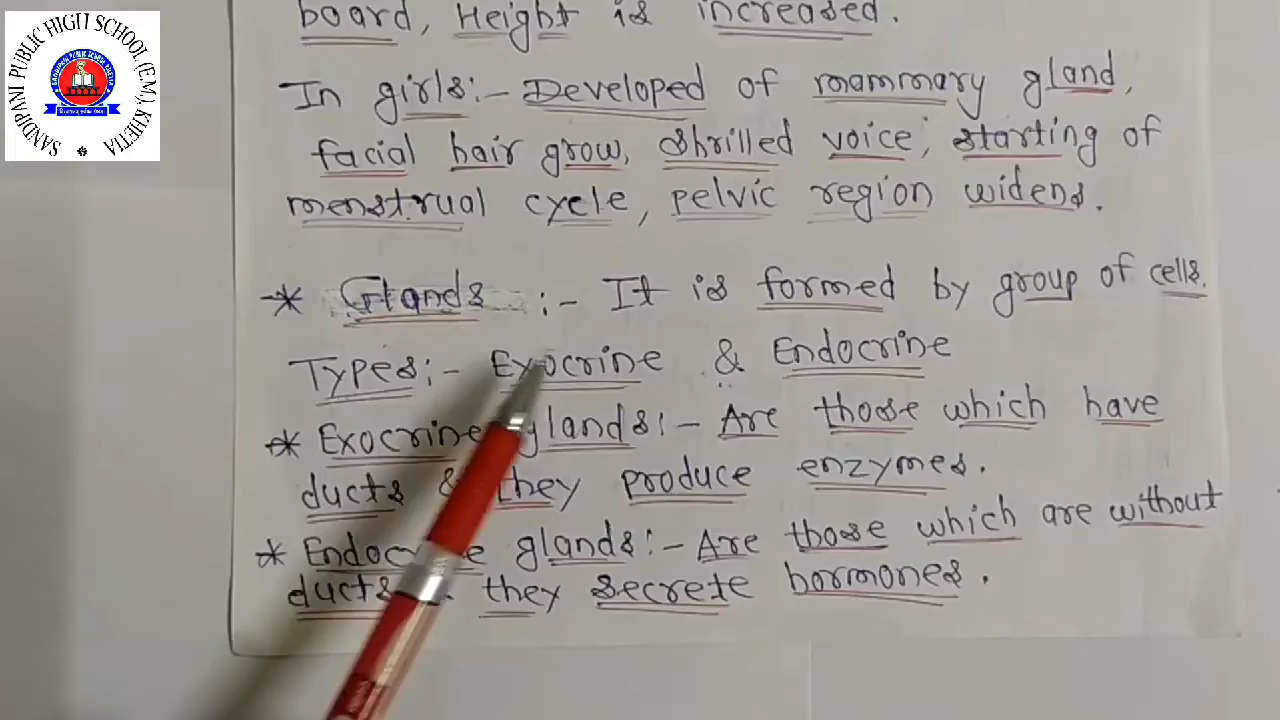 SANDIPANI PUBLIC HIGH SCHOOL (E.M.), KHETIA
board, Height is increased.
In girls:- Developed of mammary gland,
facial hair grow, shrilled voice, starting of
menstrual cycle, pelvic region widens.
* Glands :- It is formed by group of cells.
Types:- Exocrine & Endocrine
* Exocrine glands:- Are those which have
ducts & they produce enzymes.
* Endocrine glands:- Are those which are without
ducts they secrete hormones.